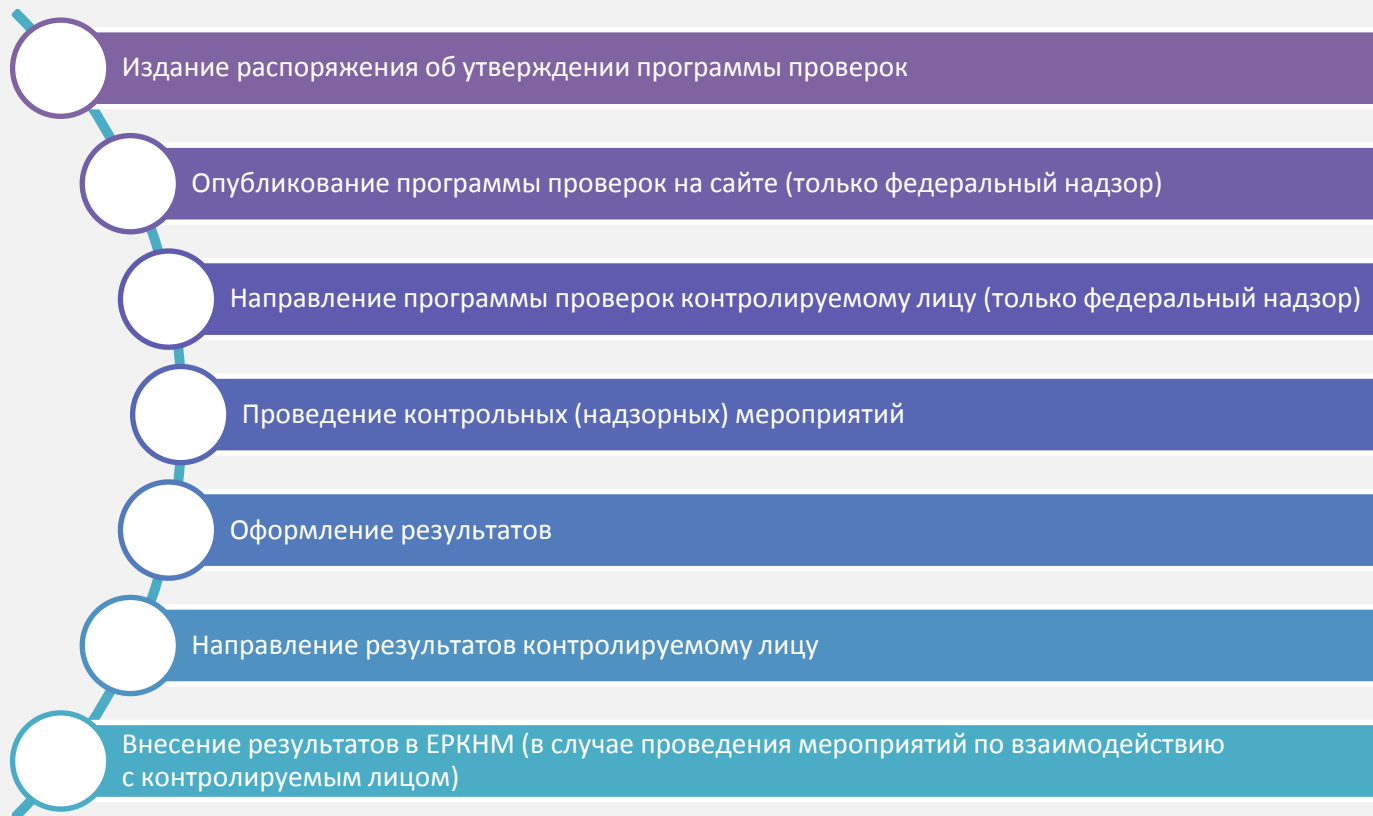 Издание распоряжения об утверждении программы проверок
Опубликование программы проверок на сайте (только федеральный надзор)
Направление программы проверок контролируемому лицу (только федеральный надзор)
Проведение контрольных (надзорных) мероприятий
Оформление результатов
Направление результатов контролируемому лицу
Внесение результатов в ЕРКНМ (в случае проведения мероприятий по взаимодействию
с контролируемым лицом)